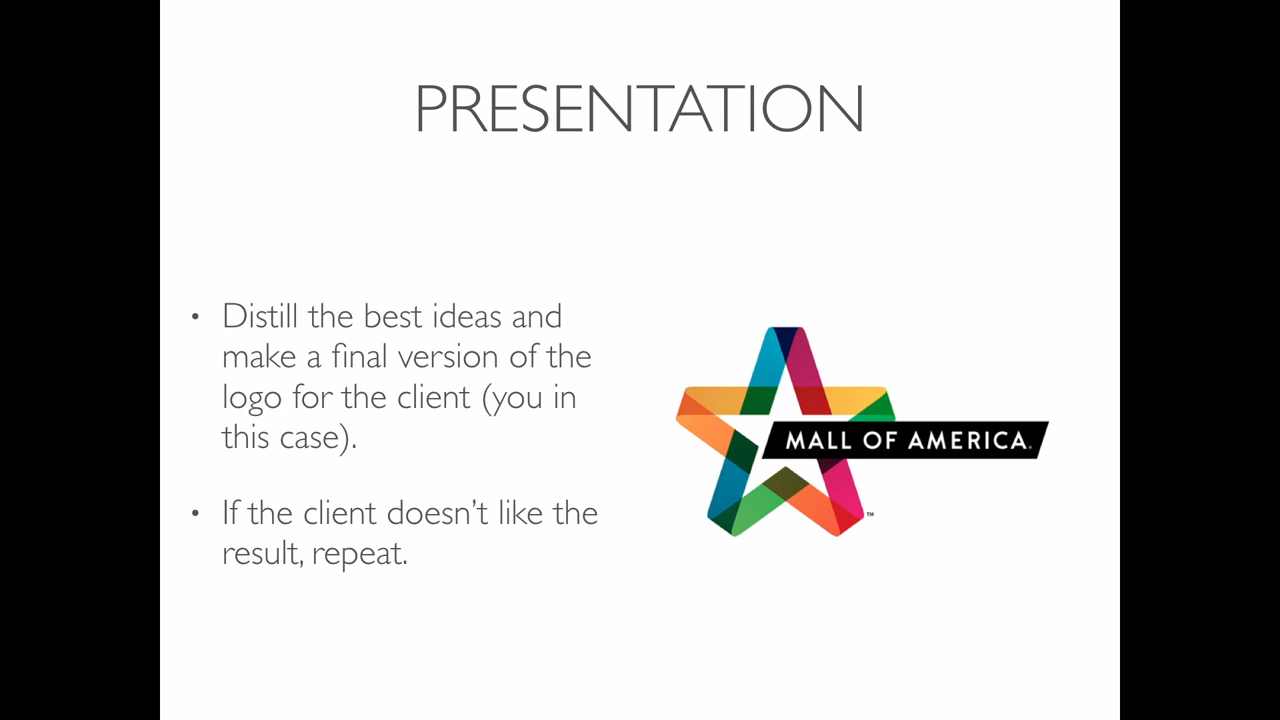 PRESENTATION
• Distill the best ideas and
make a final version of the
logo for the client (you in
this case).
• If the client doesn’t like the
result, repeat.
MALL OF AMERICA®
™